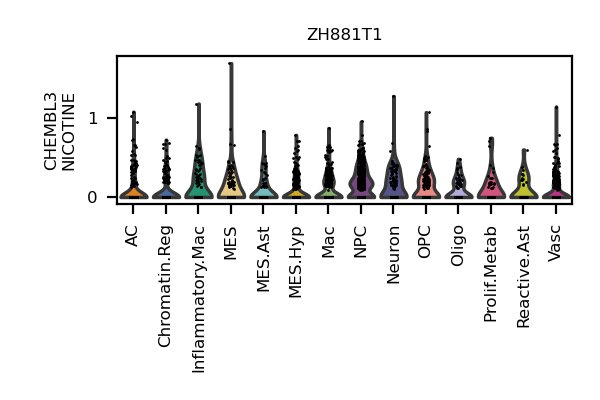 ZH881T1
CHEMBL3
NICOTINE
1
0
AC
Chromatin.Reg
Inflammatory.Mac
MES
MES.Ast
MES.Hyp
Mac
NPC
Neuron
OPC
Oligo
Prolif.Metab
Reactive.Ast
Vasc